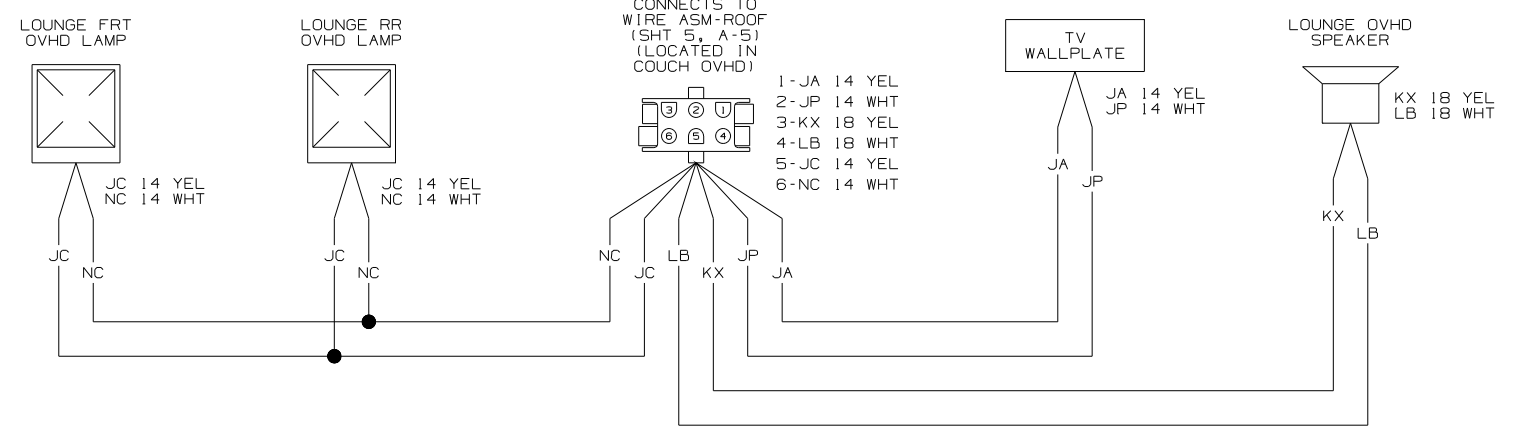 LOUNGE FRT
OVHD LAMP
JC 14 YEL
NC 14 WHT
JC
NC
LOUNGE RR
OVHD LAMP
JC 14 YEL
NC 14 WHT
JC
NC
CONNECTS TO
WIRE ASM-ROOF
(SHT 5, A-5)
(LOCATED IN
COUCH OVHD)
3 2 1
6 5 4
1-JA 14 YEL
2-JP 14 WHT
3-KX 18 YEL
4-LB 18 WHT
5-JC 14 YEL
6-NC 14 WHT
NC
JC
LB
KX
JP
JA
TV
WALLPLATE
JA 14 YEL
JP 14 WHT
JA
JP
LOUNGE OVHD
SPEAKER
KX 18 YEL
LB 18 WHT
KX
LB